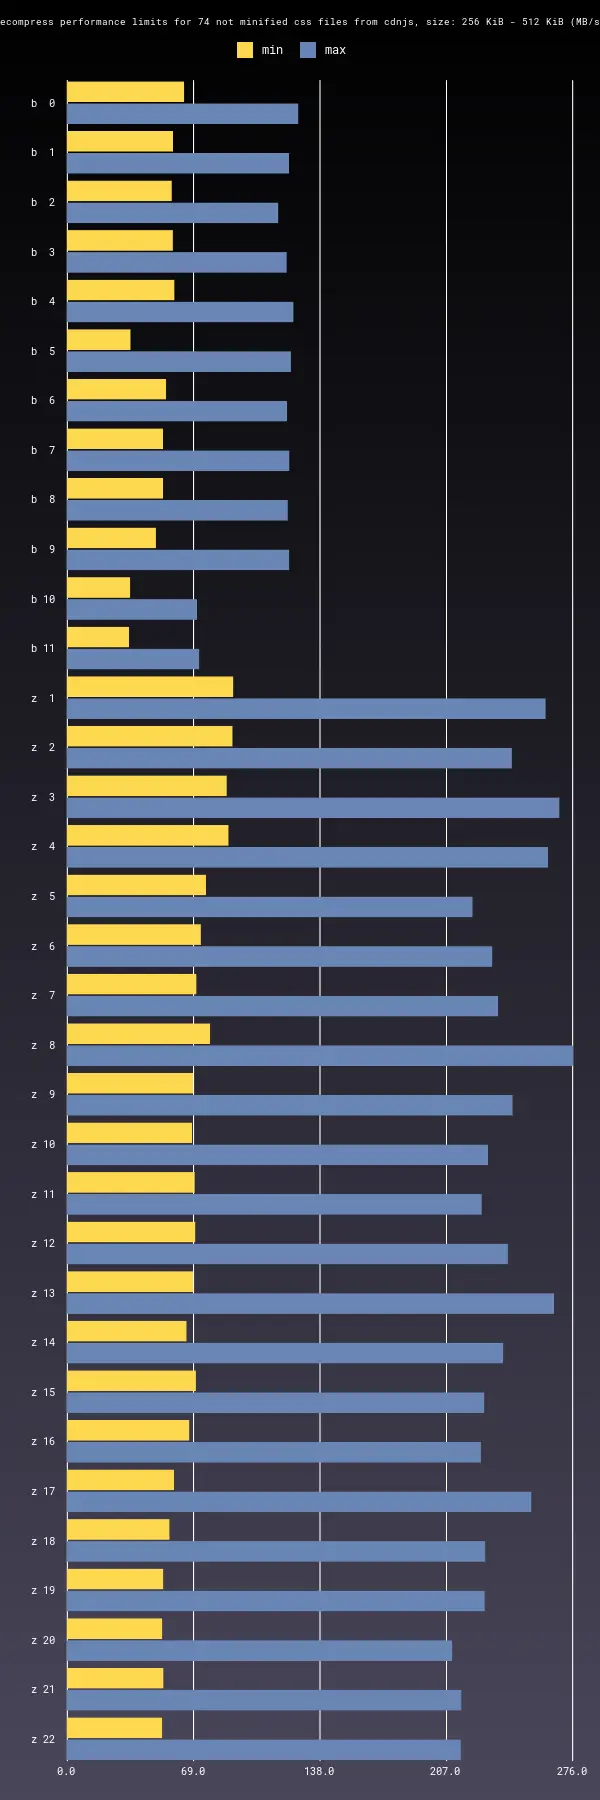 ecompress performance limits for 74 not minified css files from cdnjs, size: 256 KiB - 512 KiB (MB/s
min max
b 0
b 1
b 2
b 3
b 4
b 5
b 6
b 7
b 8
b 9
b 10
b 11
z 1
z 2
z 3
z 4
z 5
z 6
z 7
z 8
z 9
z 10
z 11
z 12
z 13
z 14
z 15
z 16
z 17
z 18
z 19
z 20
z 21
z 22
0.0 69.0 138.0 207.0 276.0